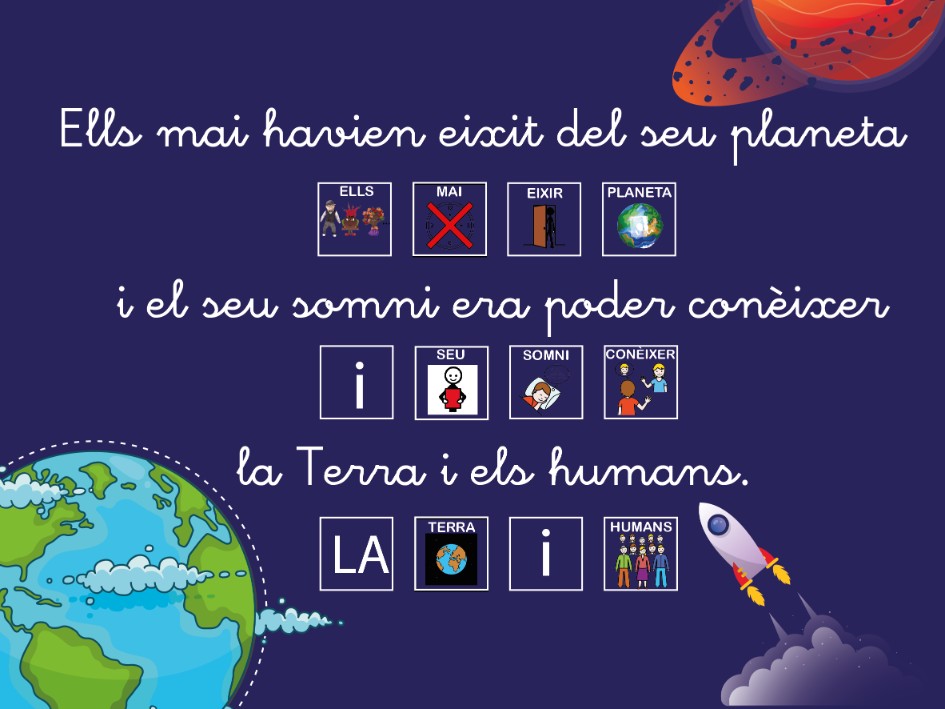 Ells mai havien eixit del seu planeta
ELLS MAI EIXIR PLANETA
i el seu somni era poder conèixer
i SEU SOMNI CONÈIXER
la Terra i els humans.
LA TERRA i HUMANS